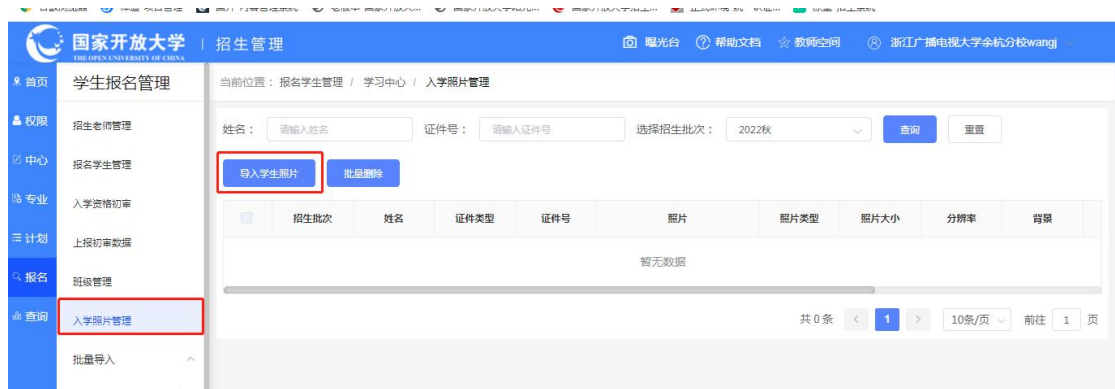 国家开放大学 | 招生管理 曝光台 帮助文档 教师空间 浙江广播电视大学余杭分校wangj
THE OPEN UNIVERSITY OF CHINA
首页 学生报名管理 当前位置： 报名学生管理 / 学习中心 / 入学照片管理
权限 招生老师管理 姓名： 请输入姓名 证件号： 请输入证件号 选择招生批次： 2022秋 查询 重置
中心 报名学生管理 导入学生照片 批量删除
专业 入学资格初审 招生批次 姓名 证件类型 证件号 照片 照片类型 照片大小 分辨率 背景
计划 上报初审数据 暂无数据
报名 班级管理
查询 入学照片管理 共 0 条 < 1 > 10条/页 前往 1 页
批量导入